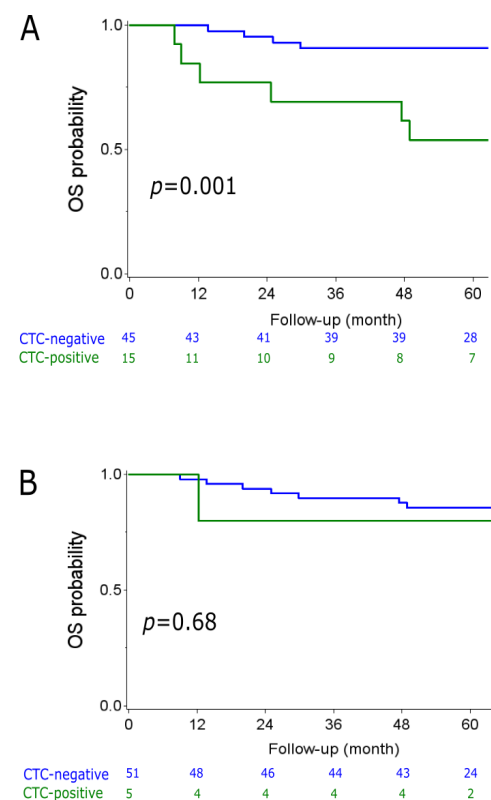 A
1.0
0.5
0.0
OS probability
p=0.001
0 12 24 36 48 60
Follow-up (month)
CTC-negative 45 43 41 39 39 28
CTC-positive 15 11 10 9 8 7
B
1.0
0.5
0.0
OS probability
p=0.68
0 12 24 36 48 60
Follow-up (month)
CTC-negative 51 48 46 44 43 24
CTC-positive 5 4 4 4 4 2